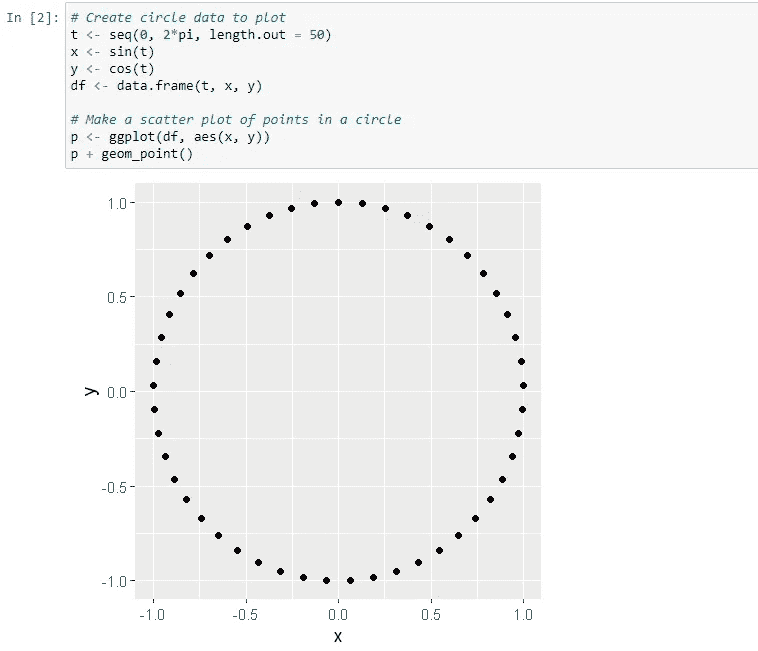 In [2]: # Create circle data to plot
t <- seq(0, 2*pi, length.out = 50)
x <- sin(t)
y <- cos(t)
df <- data.frame(t, x, y)
# Make a scatter plot of points in a circle
p <- ggplot(df, aes(x, y))
p + geom_point()
1.0
0.5
y
0.0
-0.5
-1.0
-1.0 -0.5 0.0 0.5 1.0
x